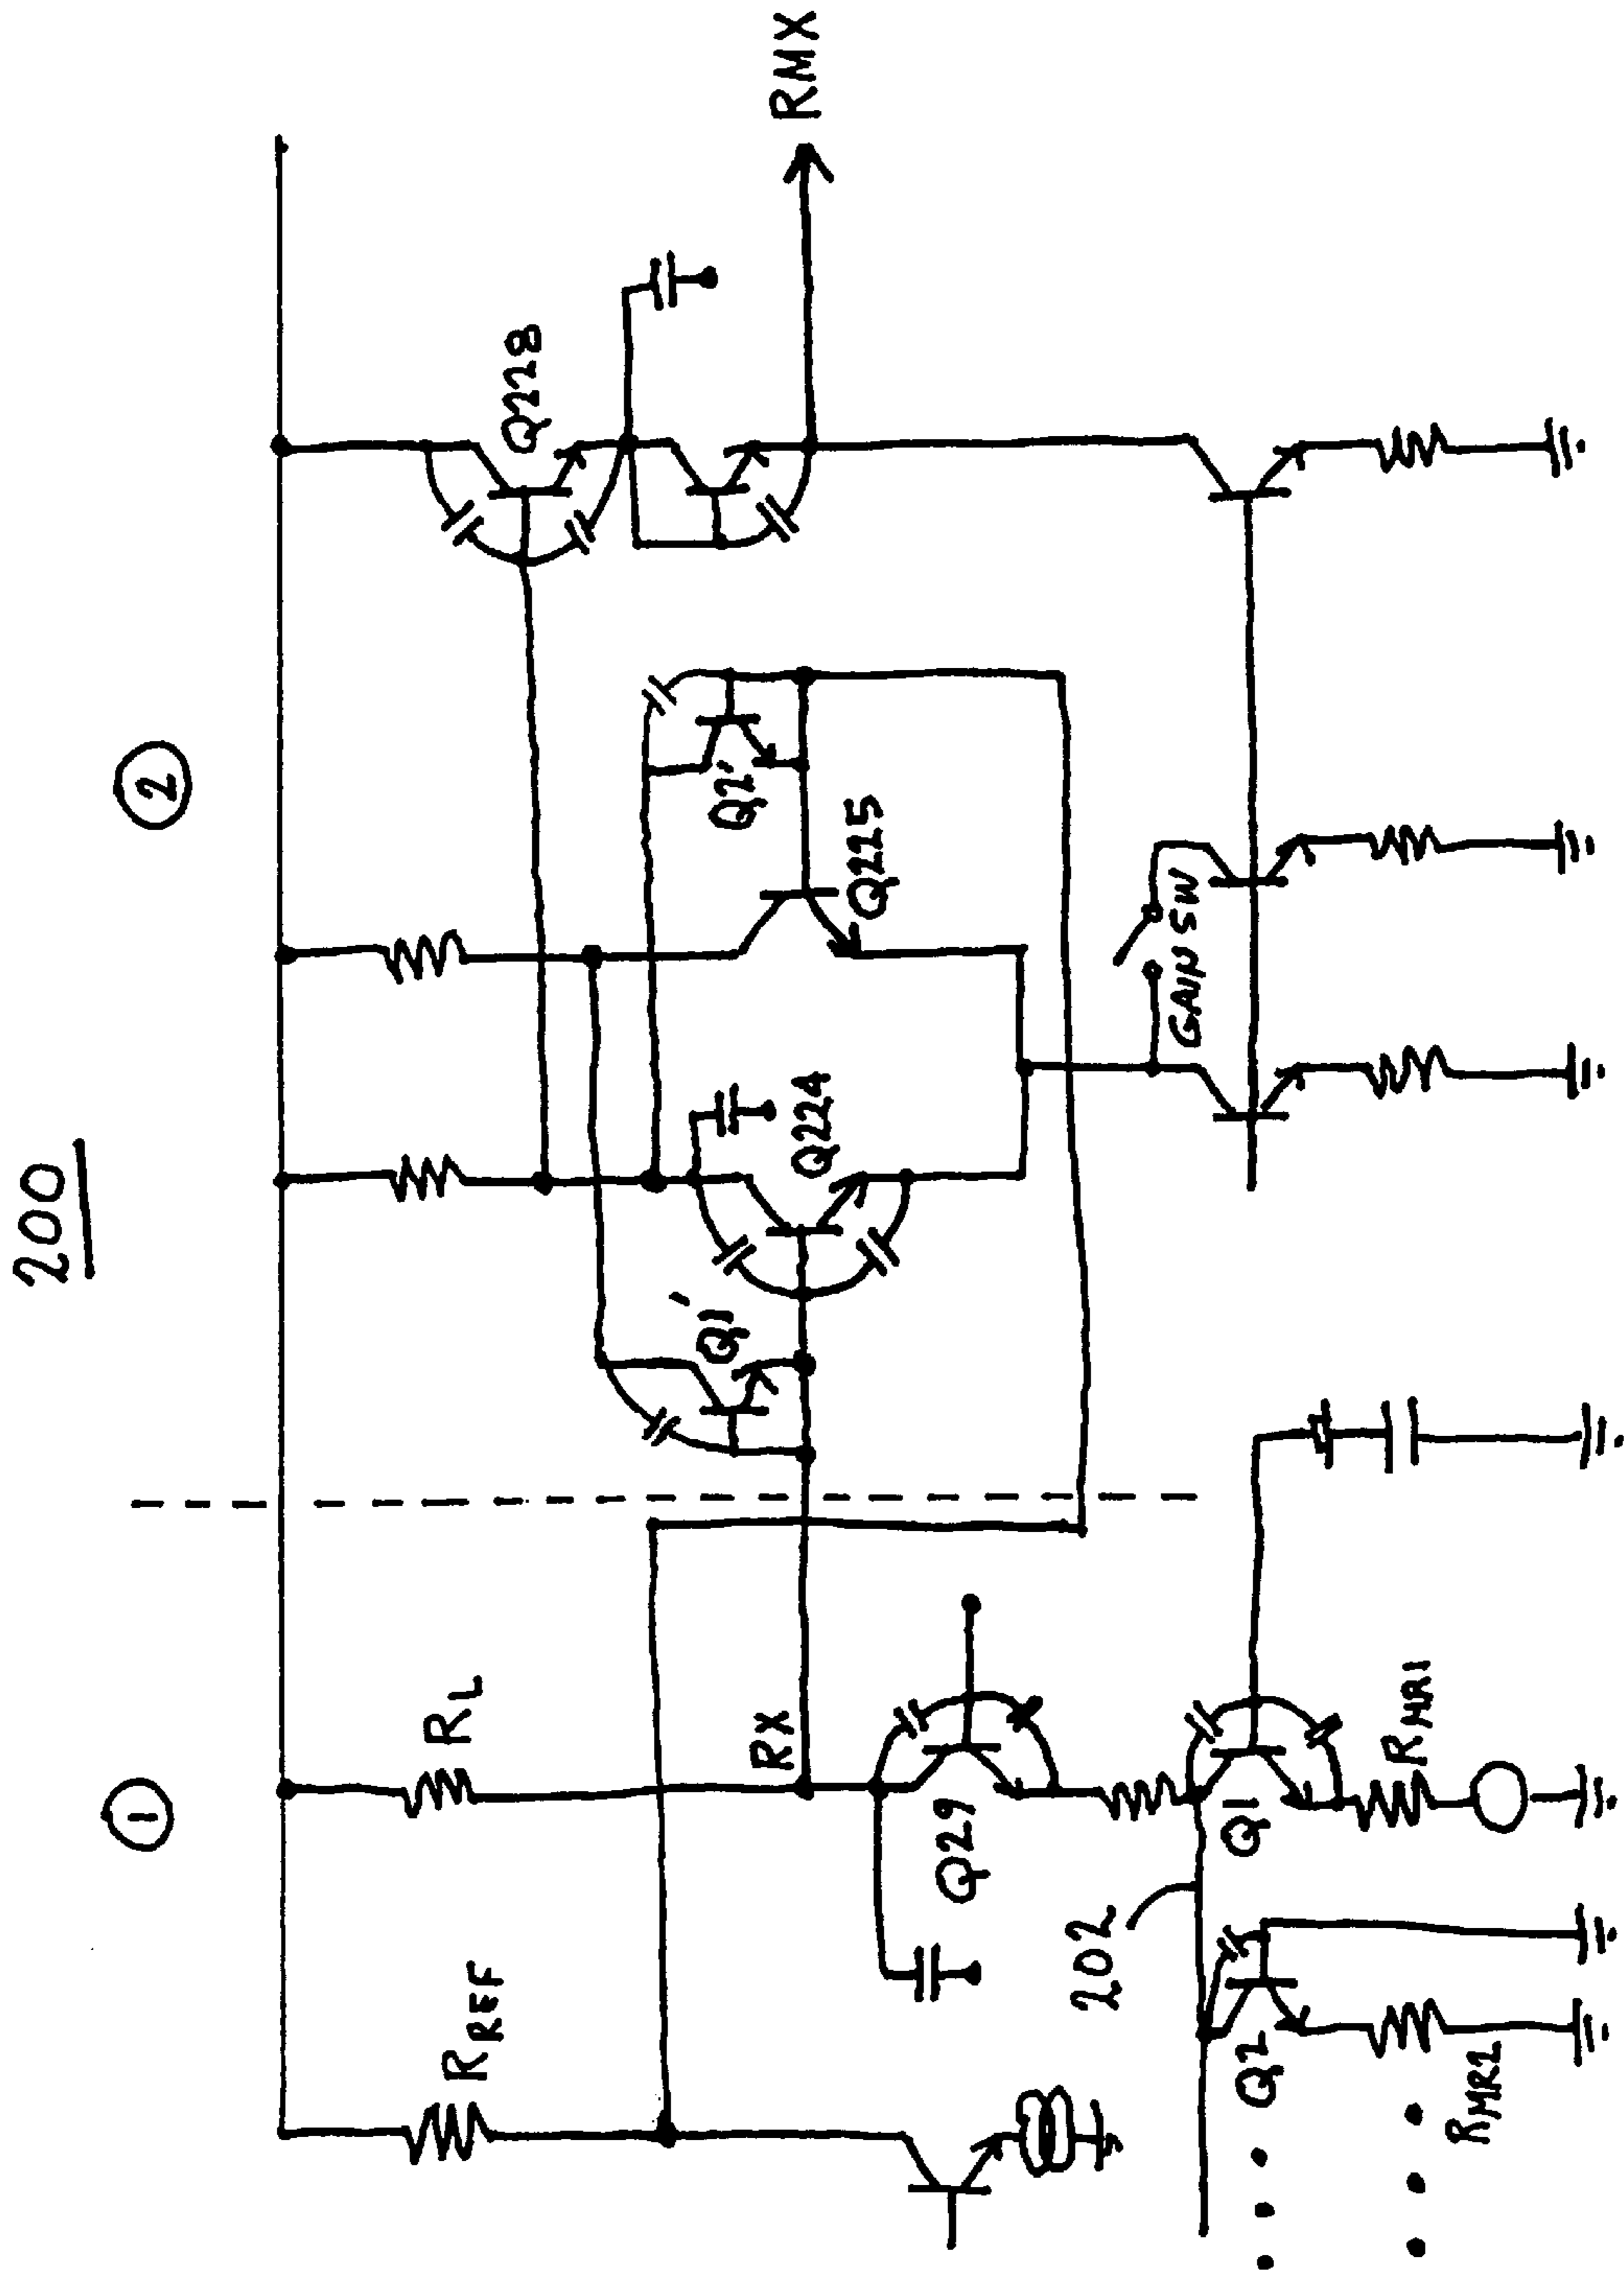 200
①
②
RREF
RL
RX
Q29
202
Q1
RMR1
Q2
RMR2
Q1'
Q224
Q2'
Q225
GAIN SW
Q228
RMX